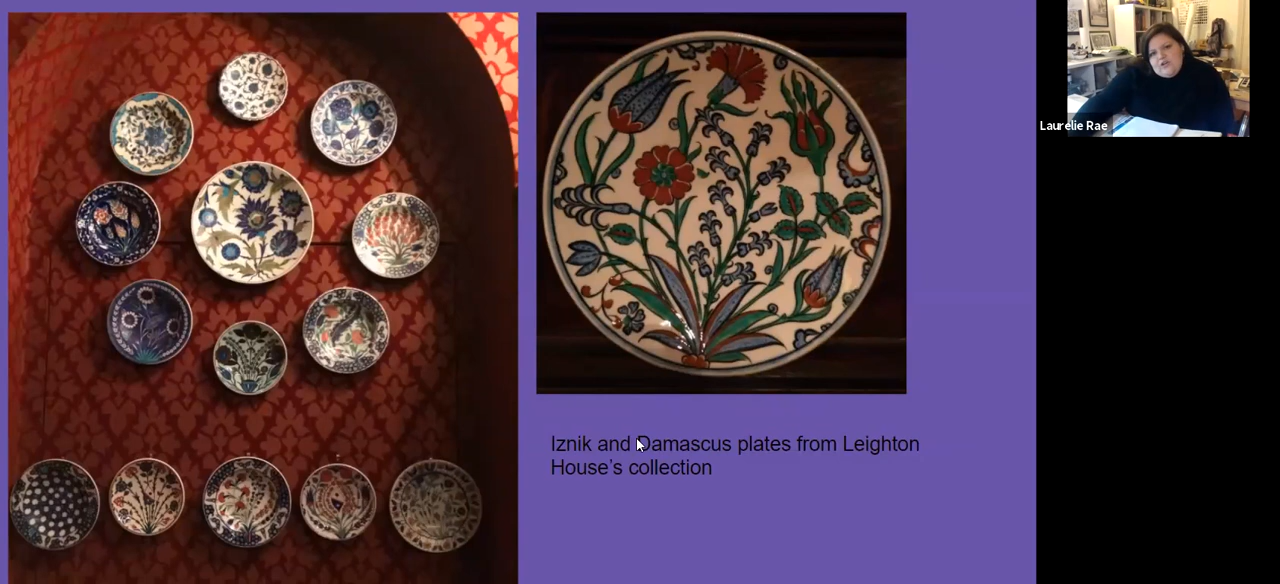 Laurelie Rae
Iznik and Damascus plates from Leighton
House's collection